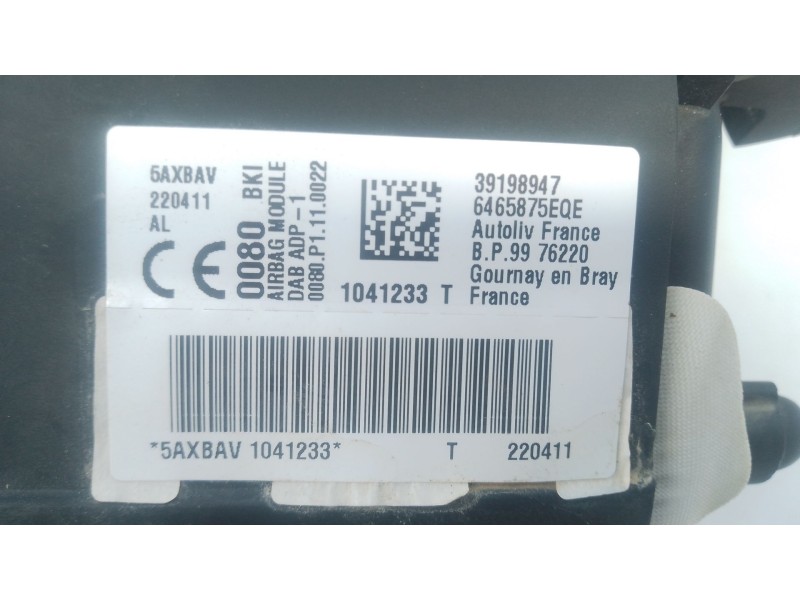 5AXBAV
220411
AL
CE
0080 BKI
AIRBAG MODULE
DAB ADP-1
0080.P1.11.0022
1041233 T
39198947
6465875EQE
Autoliv France
B.P.99 76220
Gournay en Bray
France
*5AXBAV 1041233* T 220411